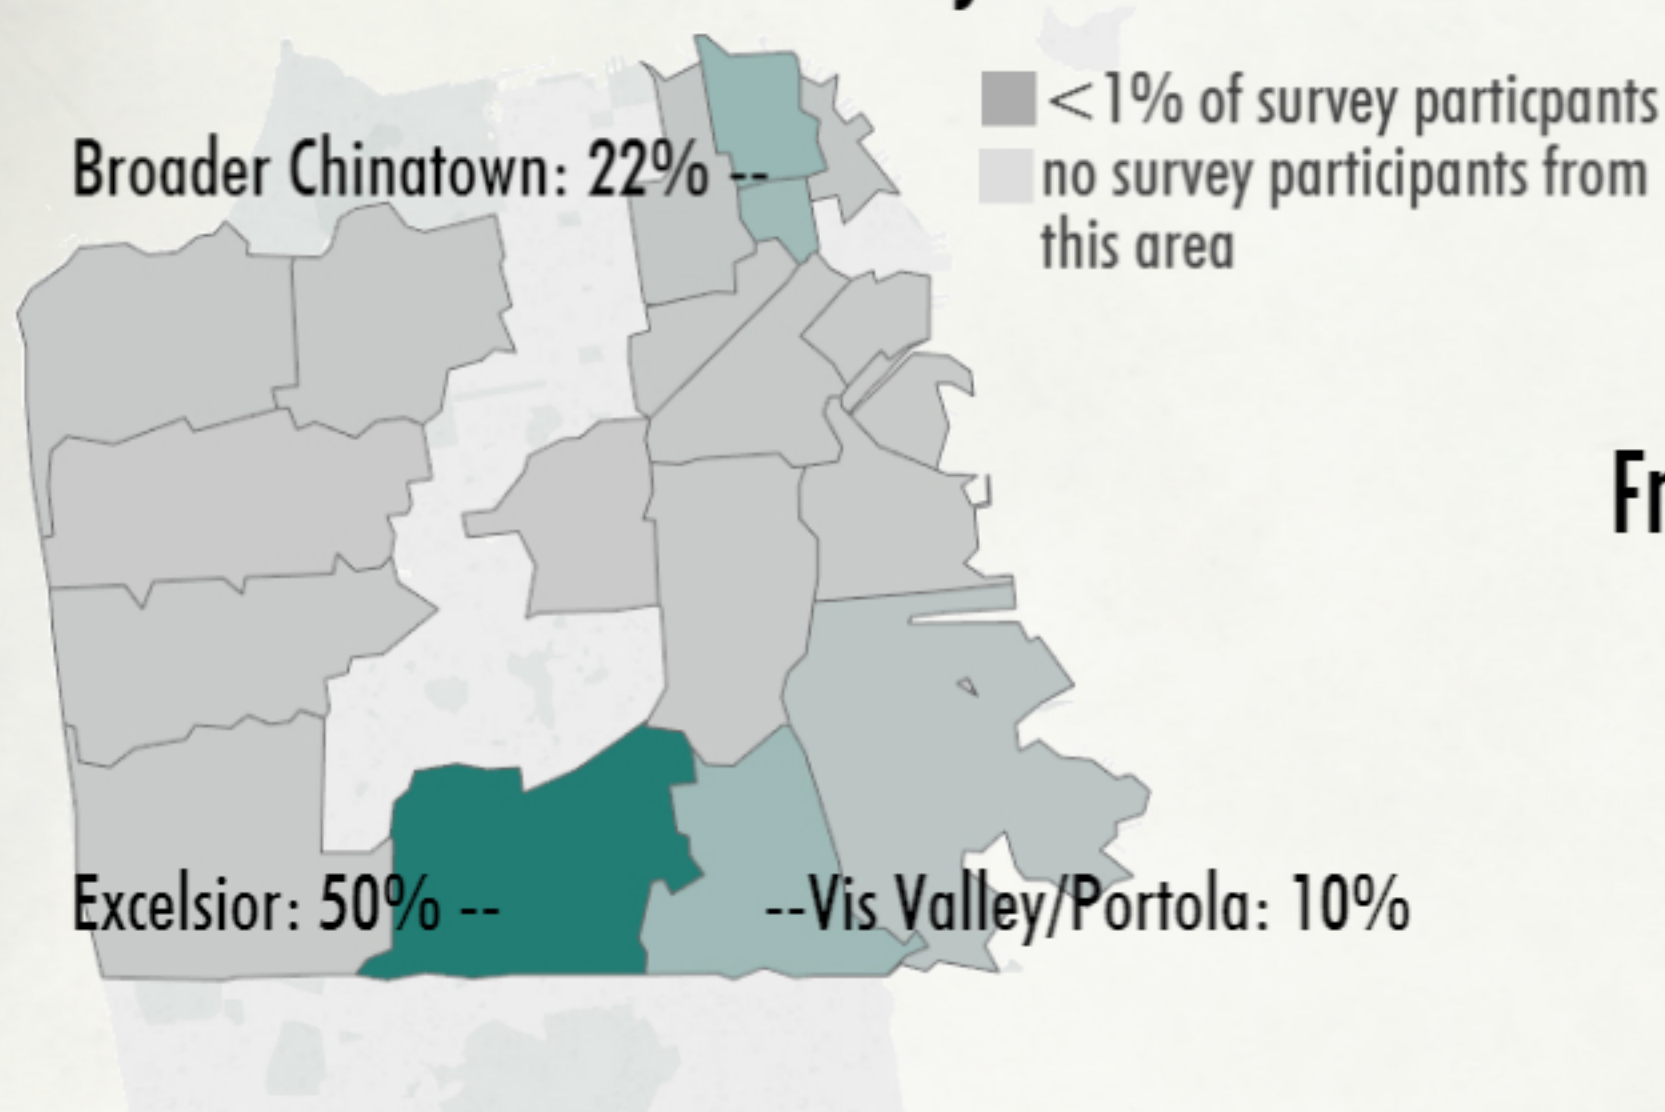 <1% of survey particpants
no survey participants from
this area
Broader Chinatown: 22% --
Fr
Excelsior: 50% --
--Vis Valley/Portola: 10%